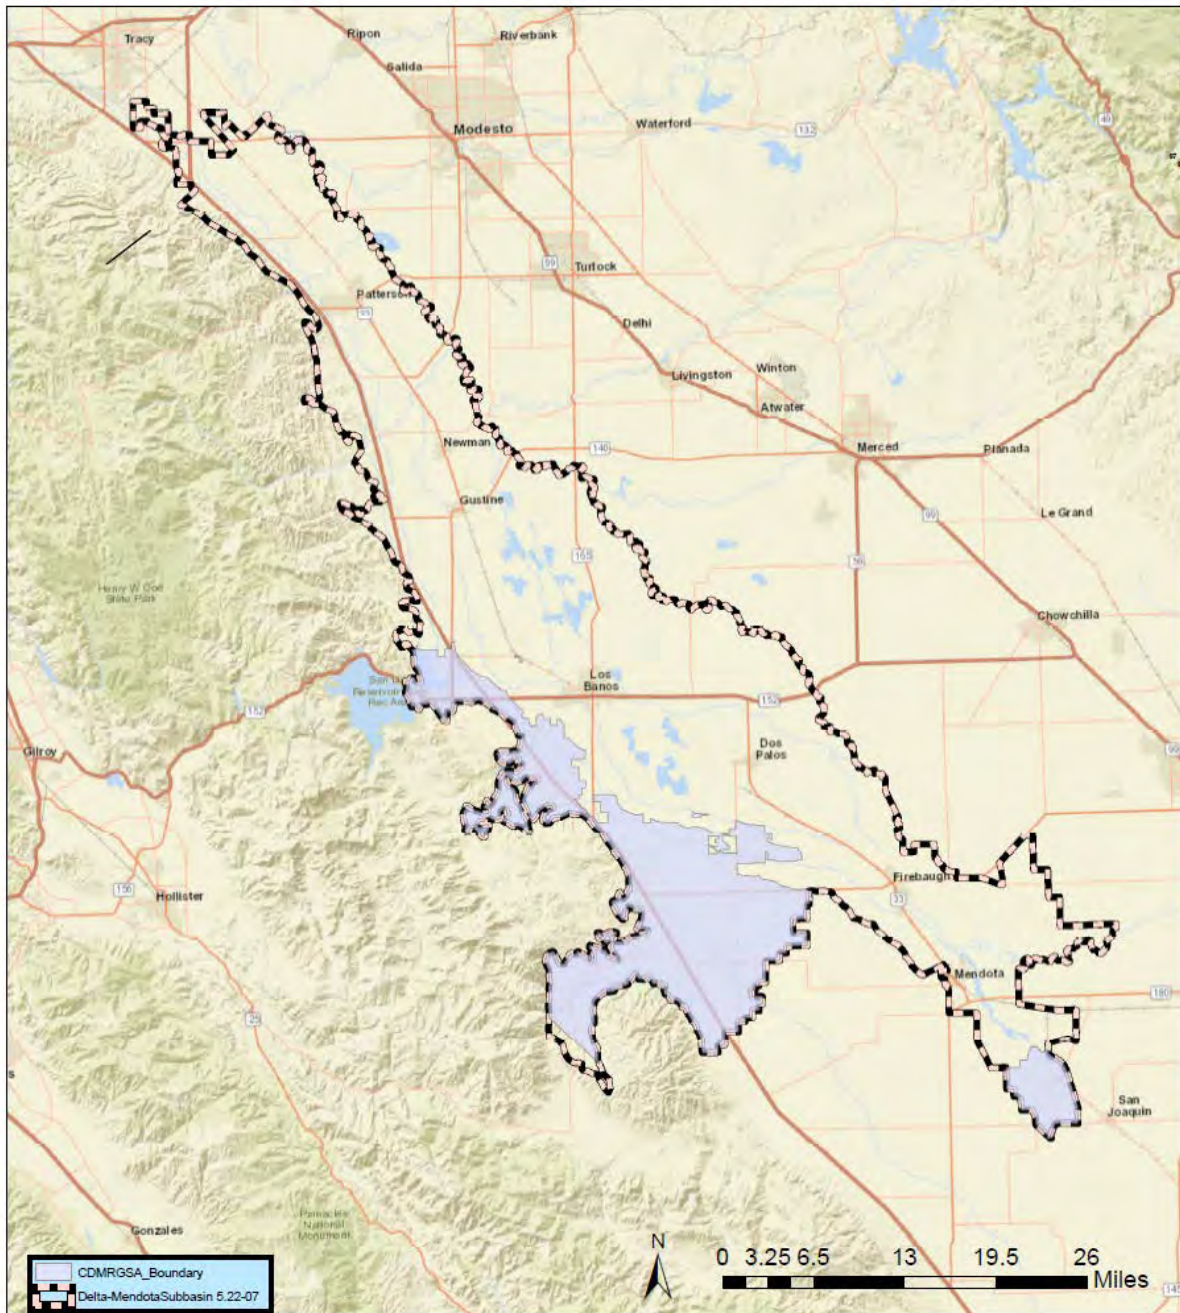 Tracy
Ripon
Riverbank
Salida
Modesto
Waterford
132
49
99
Turlock
Patterson
Delhi
Livingston
Winton
Atwater
Newman
140
Merced
Planada
Gustine
99
Le Grand
165
59
Henry W Coe
State Park
Chowchilla
Los
Banos
Reservoir
152
152
Gilroy
Dos
Palos
99
Hollister
156
Firebaugh
33
Mendota
180
25
San
Joaquin
National
Monument
Gonzales
N
0 3.25 6.5 13 19.5 26
Miles
CDMRGSA_Boundary
Delta-MendotaSubbasin 5.22-07